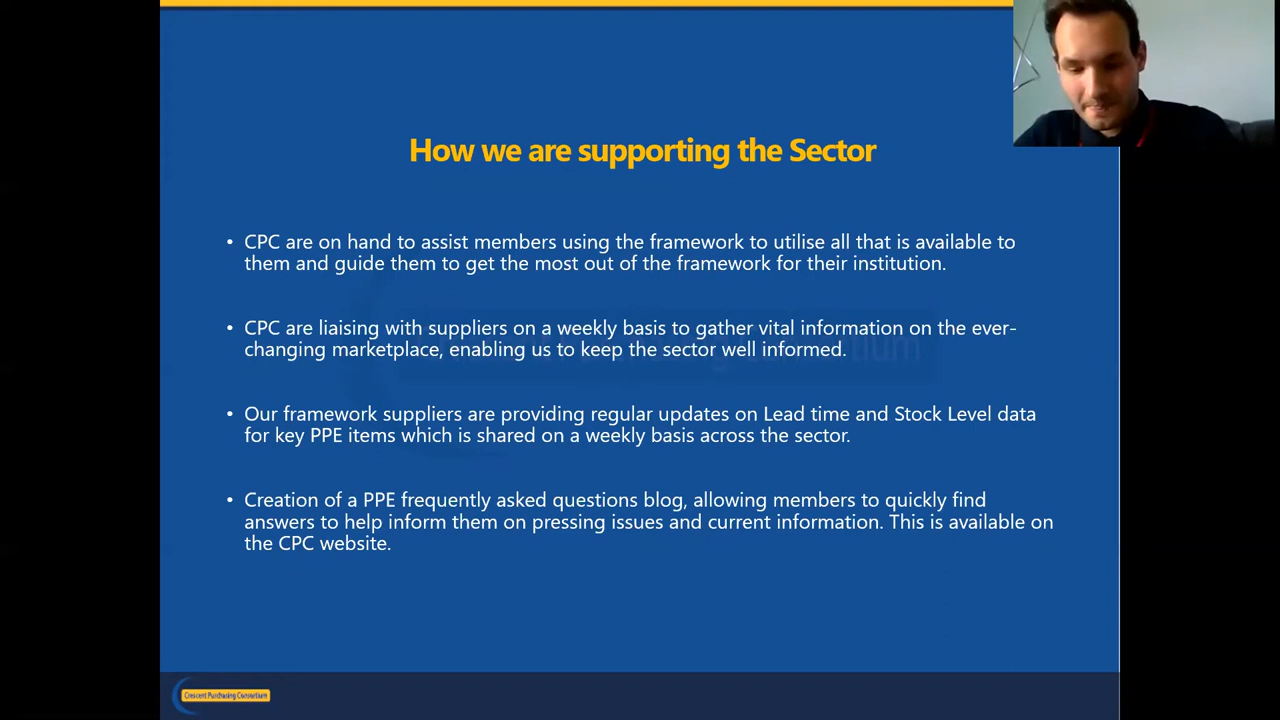 How we are supporting the Sector
• CPC are on hand to assist members using the framework to utilise all that is available to
them and guide them to get the most out of the framework for their institution.
• CPC are liaising with suppliers on a weekly basis to gather vital information on the ever-
changing marketplace, enabling us to keep the sector well informed.
• Our framework suppliers are providing regular updates on Lead time and Stock Level data
for key PPE items which is shared on a weekly basis across the sector.
• Creation of a PPE frequently asked questions blog, allowing members to quickly find
answers to help inform them on pressing issues and current information. This is available on
the CPC website.
Crescent Purchasing Consortium